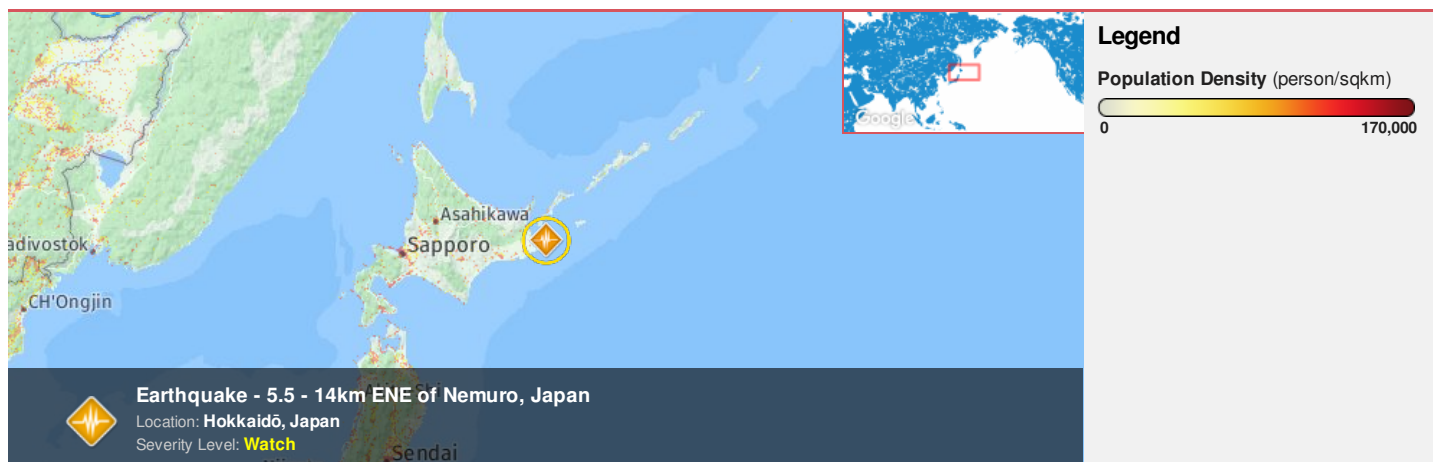 Google
Legend
Population Density (person/sqkm)
0 170,000
Asahikawa
Sapporo
adivostok
CH'Ongjin
Earthquake - 5.5 - 14km ENE of Nemuro, Japan
Location: Hokkaidō, Japan
Severity Level: Watch
Sendai